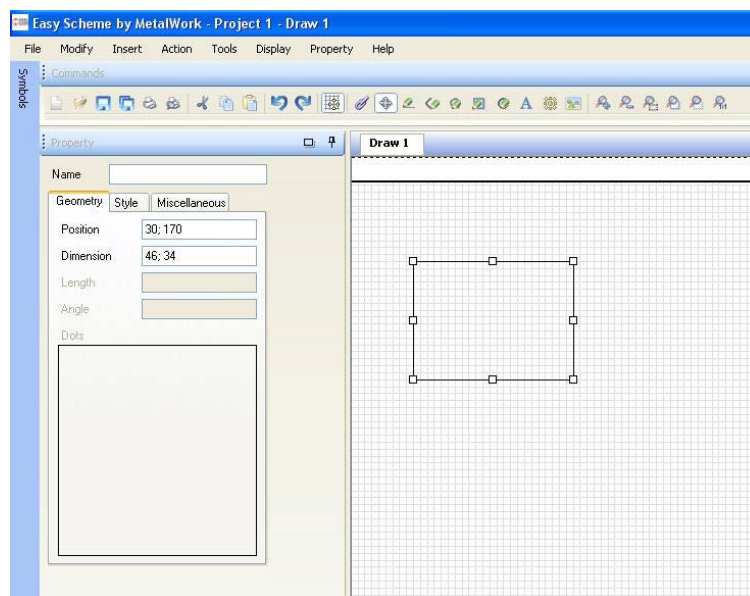 Easy Scheme by MetalWork - Project 1 - Draw 1
File Modify Insert Action Tools Display Property Help
Symbols
Commands
A
Property
Draw 1
Name
Geometry Style Miscellaneous
Position 30; 170
Dimension 46; 34
Length
Angle
Dots